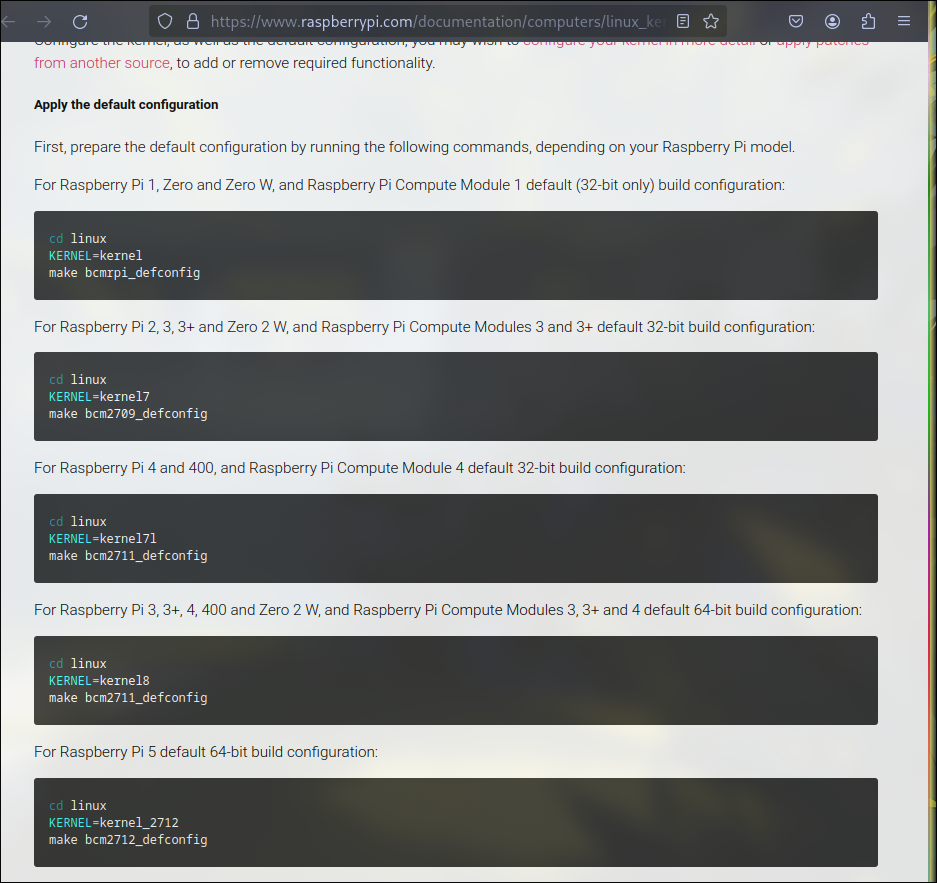 https://www.raspberrypi.com/documentation/computers/linux_ke
Configure the kernel; as well as the default configuration, you may wish to configure your kernel in more detail or apply patches
from another source, to add or remove required functionality.
Apply the default configuration
First, prepare the default configuration by running the following commands, depending on your Raspberry Pi model.
For Raspberry Pi 1, Zero and Zero W, and Raspberry Pi Compute Module 1 default (32-bit only) build configuration:
cd linux
KERNEL=kernel
make bcmrpi_defconfig
For Raspberry Pi 2, 3, 3+ and Zero 2 W, and Raspberry Pi Compute Modules 3 and 3+ default 32-bit build configuration:
cd linux
KERNEL=kernel7
make bcm2709_defconfig
For Raspberry Pi 4 and 400, and Raspberry Pi Compute Module 4 default 32-bit build configuration:
cd linux
KERNEL=kernel7l
make bcm2711_defconfig
For Raspberry Pi 3, 3+, 4, 400 and Zero 2 W, and Raspberry Pi Compute Modules 3, 3+ and 4 default 64-bit build configuration:
cd linux
KERNEL=kernel8
make bcm2711_defconfig
For Raspberry Pi 5 default 64-bit build configuration:
cd linux
KERNEL=kernel_2712
make bcm2712_defconfig